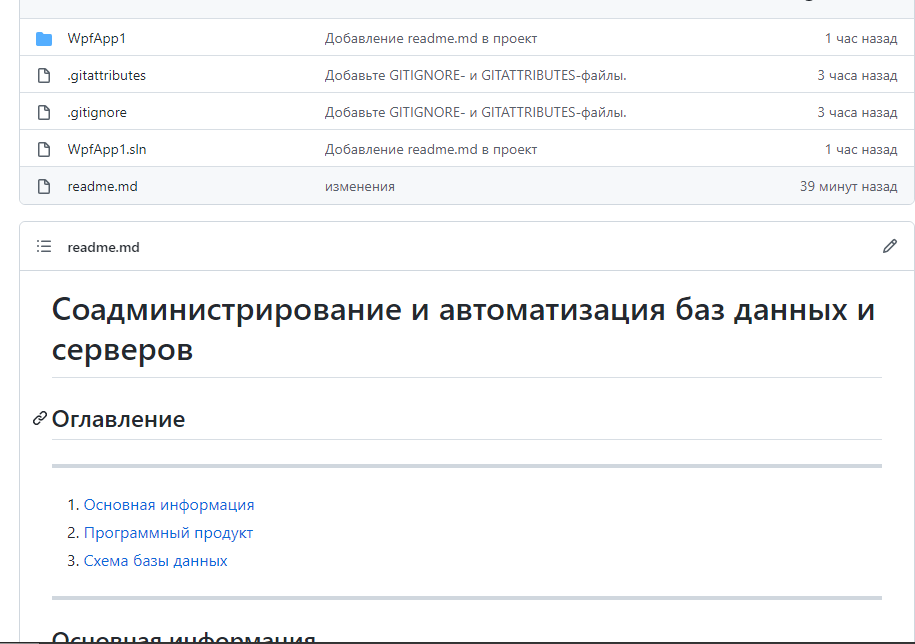 WpfApp1 Добавление readme.md в проект 1 час назад
.gitattributes Добавьте GITIGNORE- и GITATTRIBUTES-файлы. 3 часа назад
.gitignore Добавьте GITIGNORE- и GITATTRIBUTES-файлы. 3 часа назад
WpfApp1.sln Добавление readme.md в проект 1 час назад
readme.md изменения 39 минут назад
readme.md
Соадминистрирование и автоматизация баз данных и
серверов
Оглавление
1. Основная информация
2. Программный продукт
3. Схема базы данных
Основная информация